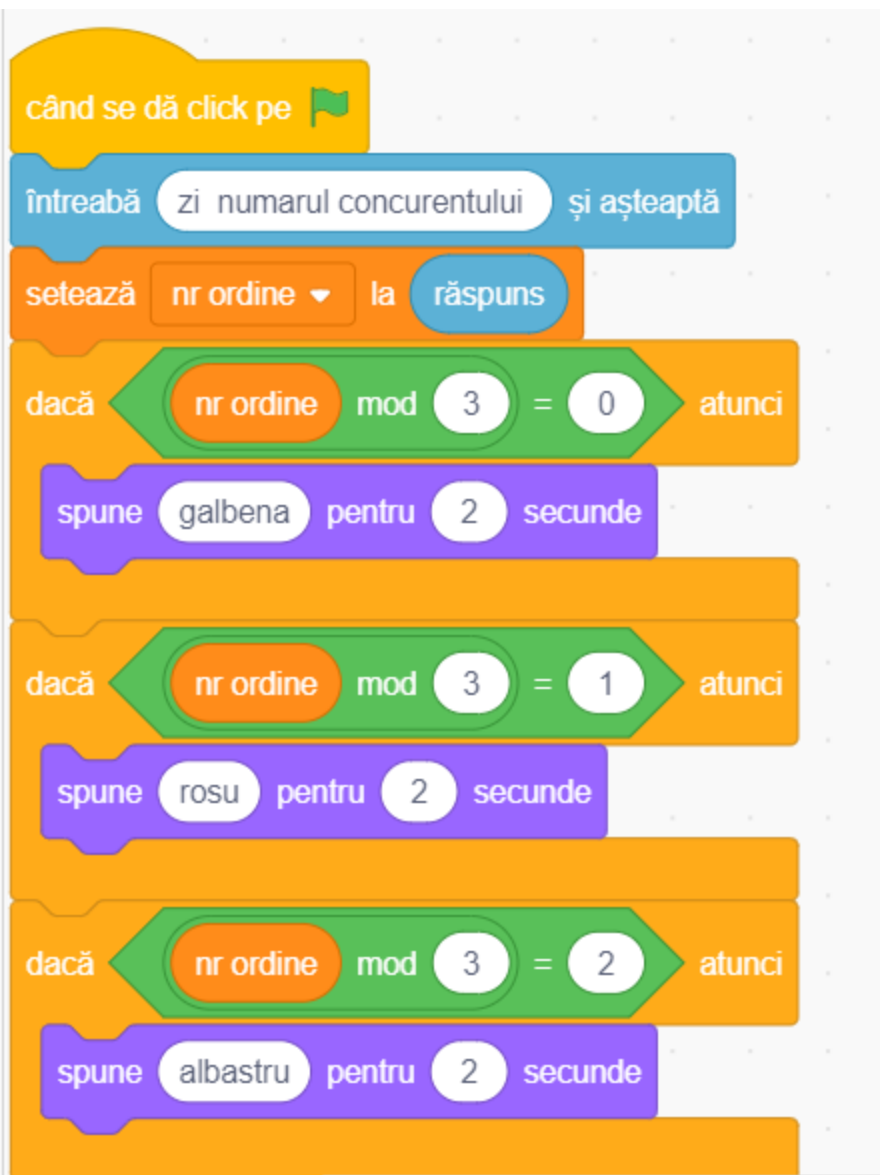 când se dă click pe
întreabă zi numarul concurentului și așteaptă
setează nr ordine la răspuns
dacă nr ordine mod 3 = 0 atunci
spune galbena pentru 2 secunde
dacă nr ordine mod 3 = 1 atunci
spune rosu pentru 2 secunde
dacă nr ordine mod 3 = 2 atunci
spune albastru pentru 2 secunde